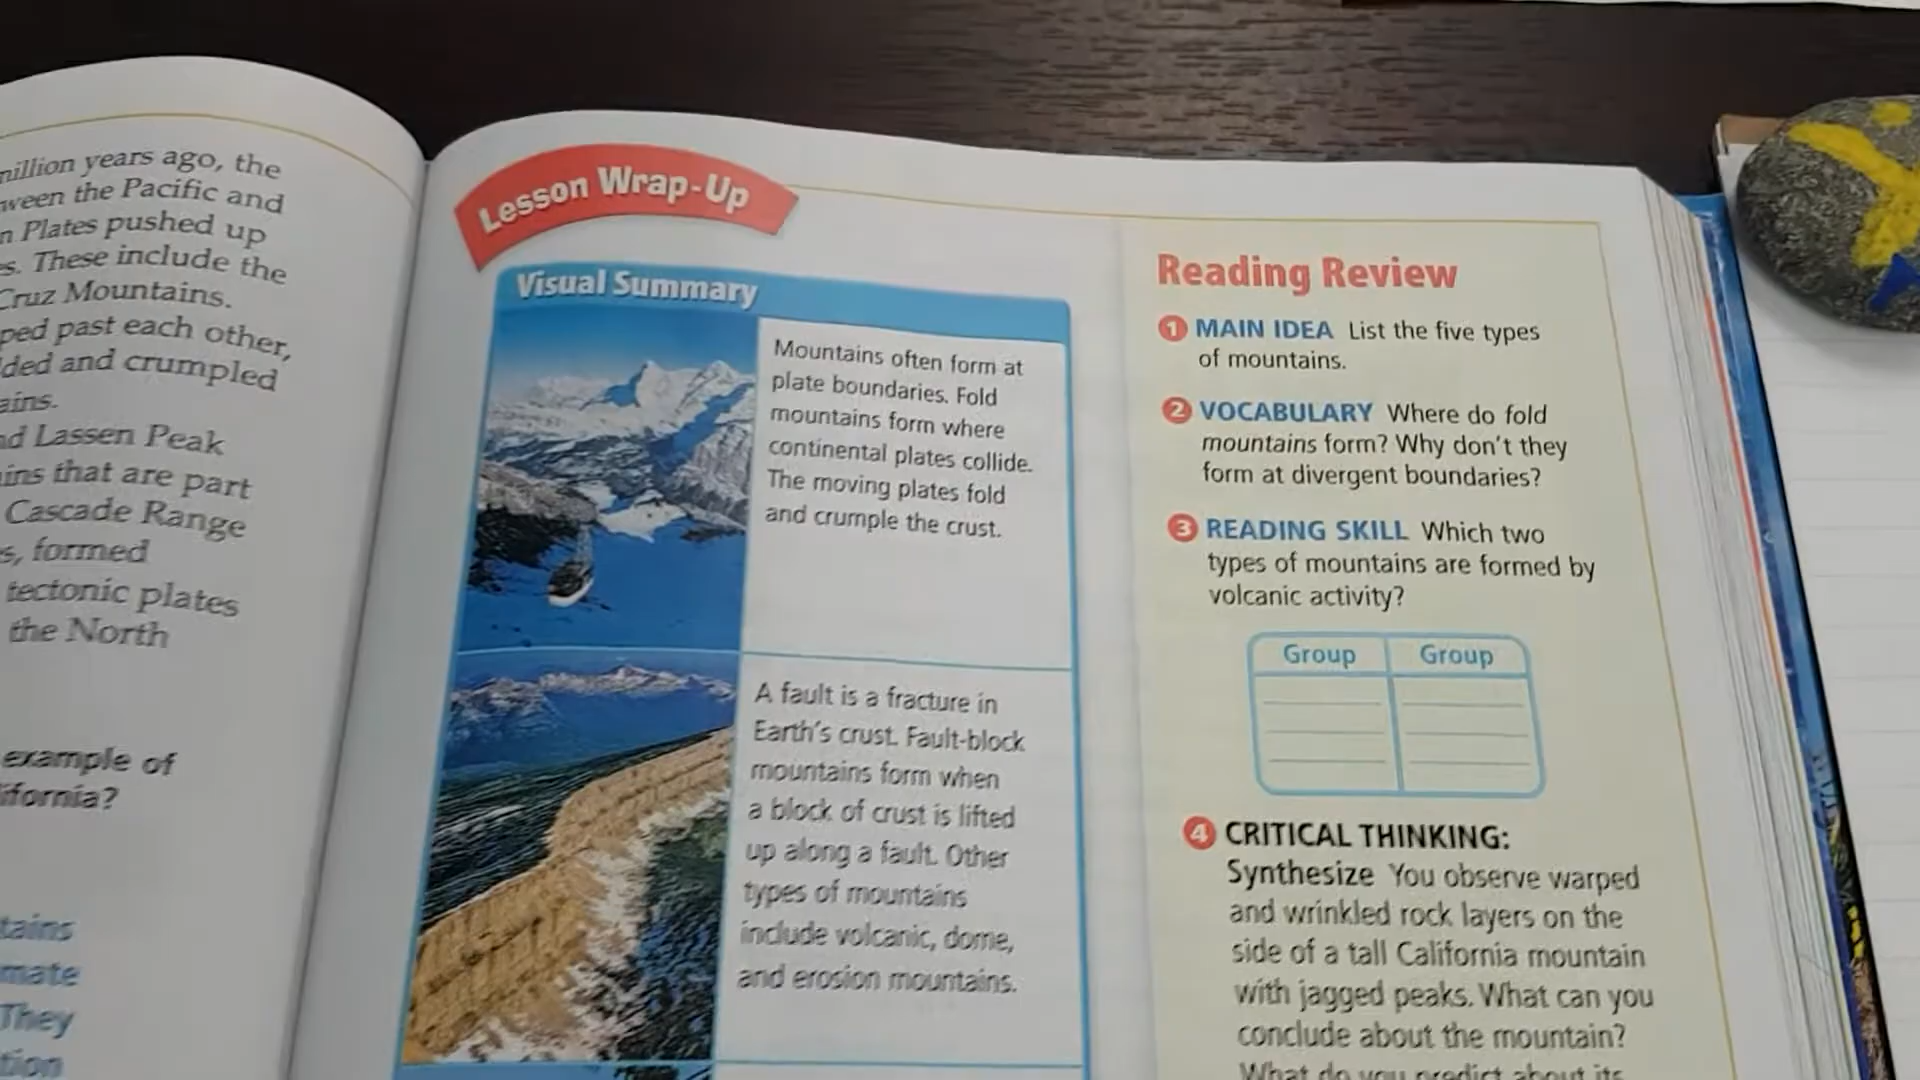 million years ago, the
ween the Pacific and
n Plates pushed up
s. These include the
Cruz Mountains.
ped past each other,
ded and crumpled
ains.
nd Lassen Peak
ins that are part
Cascade Range
s, formed
tectonic plates
the North
example of
ifornia?
tains
mate
They
tion
Lesson Wrap-Up
Visual Summary
Mountains often form at
plate boundaries. Fold
mountains form where
continental plates collide.
The moving plates fold
and crumple the crust.
A fault is a fracture in
Earth's crust. Fault-block
mountains form when
a block of crust is lifted
up along a fault. Other
types of mountains
include volcanic, dome,
and erosion mountains.
Reading Review
1 MAIN IDEA List the five types
of mountains.
2 VOCABULARY Where do fold
mountains form? Why don't they
form at divergent boundaries?
3 READING SKILL Which two
types of mountains are formed by
volcanic activity?
Group Group
4 CRITICAL THINKING:
Synthesize You observe warped
and wrinkled rock layers on the
side of a tall California mountain
with jagged peaks. What can you
conclude about the mountain?
What do you predict about its